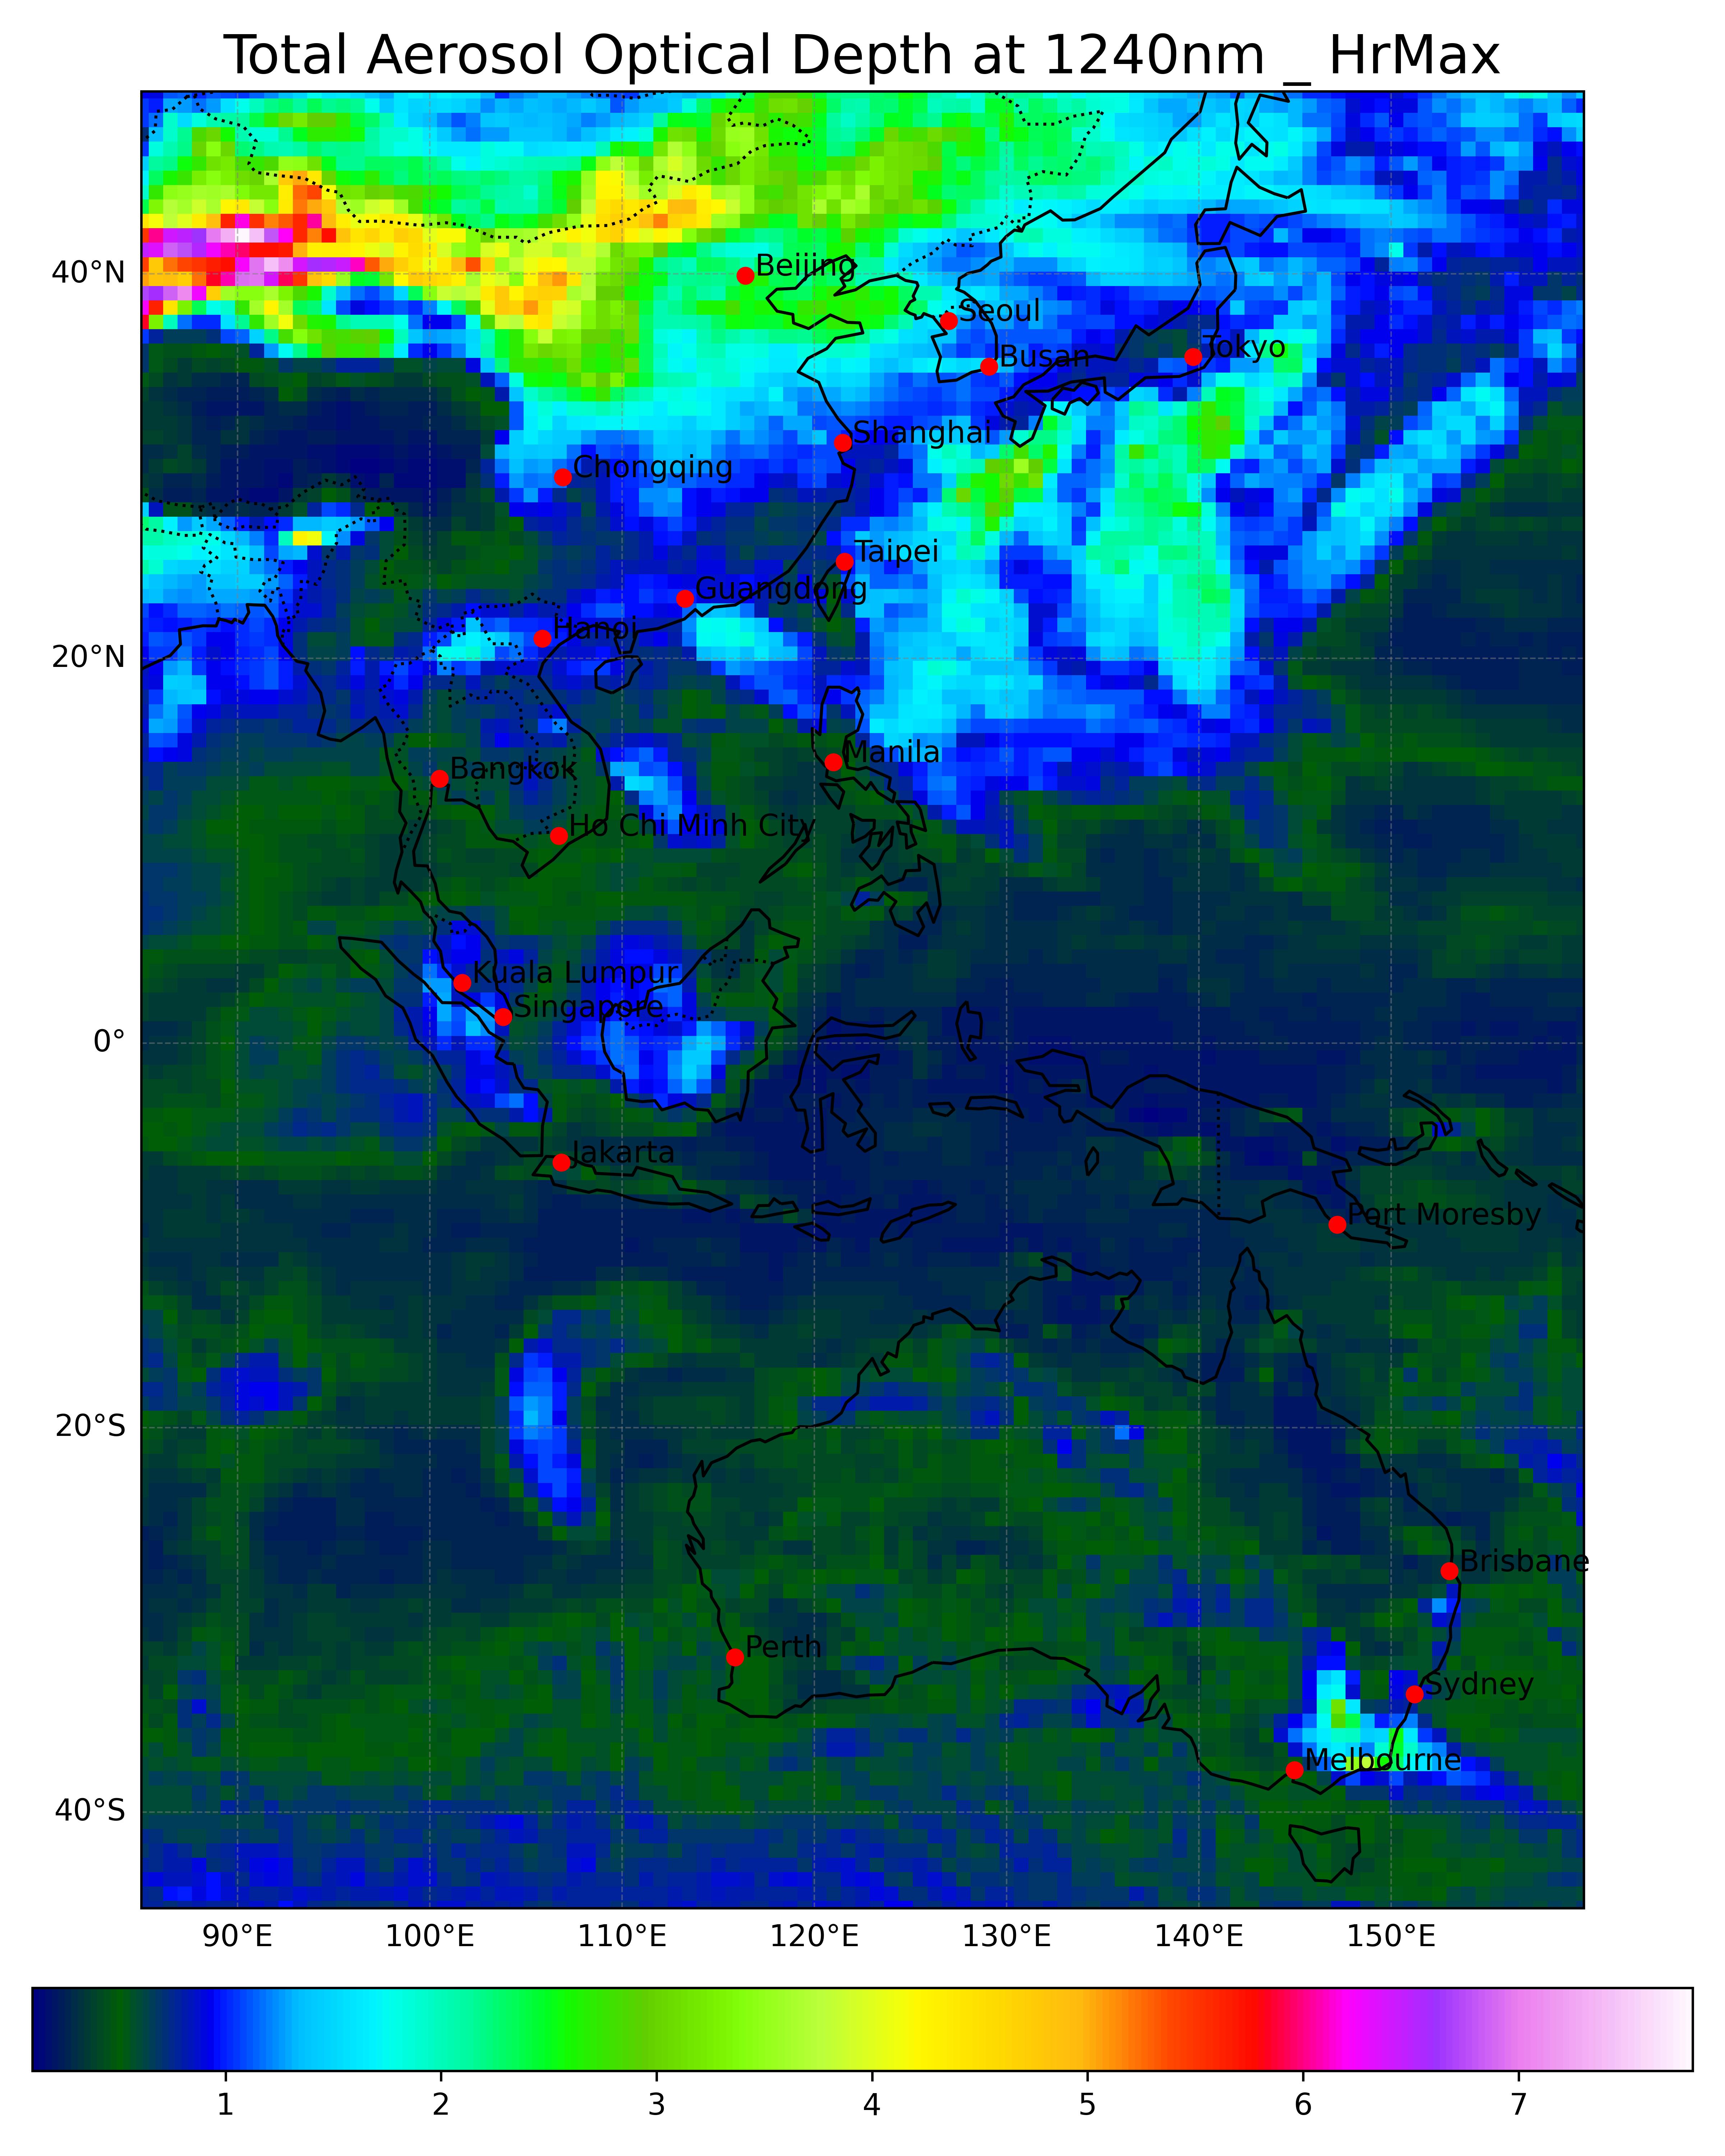 Total Aerosol Optical Depth at 1240nm _ HrMax
40°N
Beijing
Seoul
Busan
Tokyo
Shanghai
Chongqing
Taipei
Guangdong
Hanoi
20°N
Manila
Bangkok
Ho Chi Minh City
Kuala Lumpur
Singapore
0°
Jakarta
Port Moresby
20°S
Brisbane
Perth
Sydney
Melbourne
40°S
90°E 100°E 110°E 120°E 130°E 140°E 150°E
1 2 3 4 5 6 7